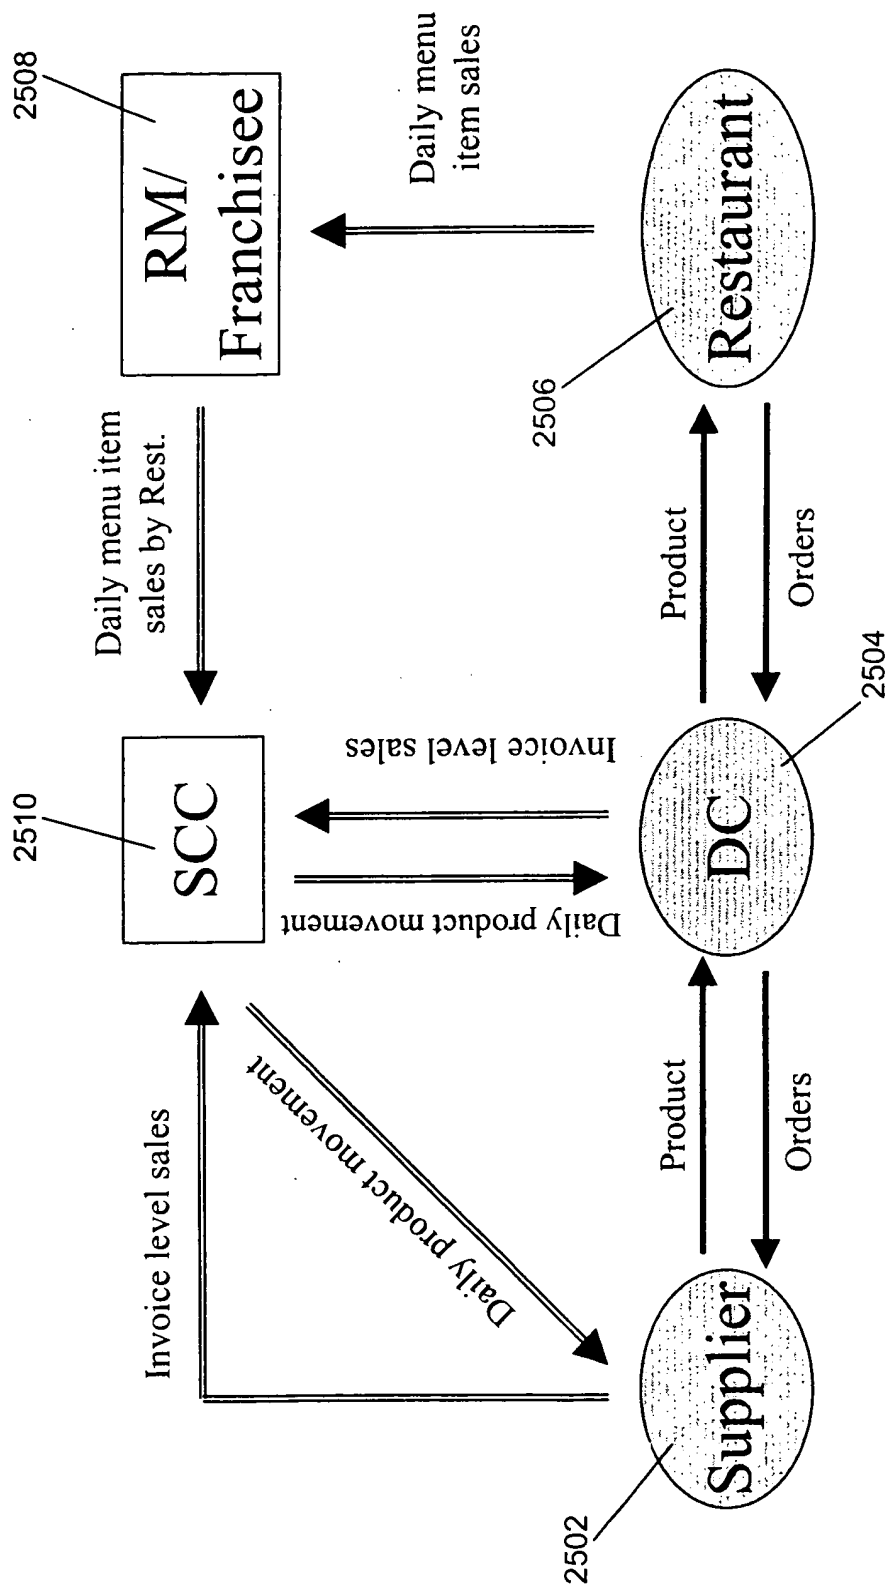 2510
2508
Invoice level sales
Daily menu item
sales by Rest.
SCC
RM/
Franchisee
Daily product movement
Daily product movement
Invoice level sales
Daily menu
item sales
2502
2506
Supplier
Product
Orders
DC
Product
Orders
Restaurant
2504